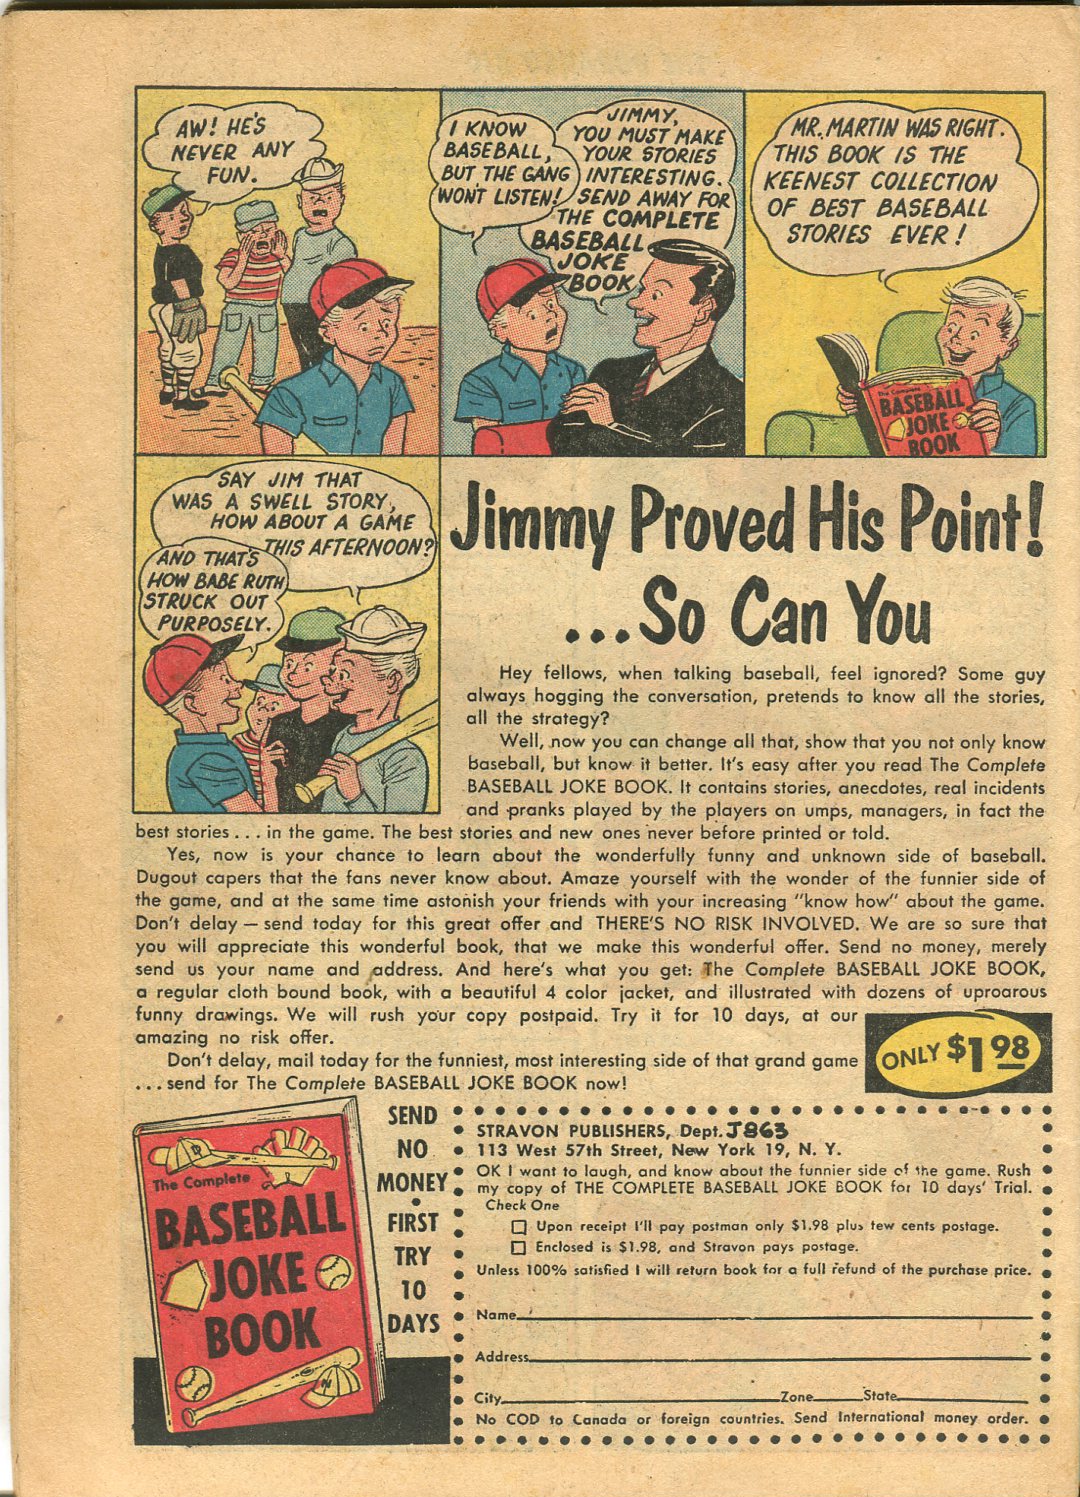 AW! HE'S
NEVER ANY
FUN.
I KNOW
BASEBALL,
BUT THE GANG
WON'T LISTEN!
JIMMY,
YOU MUST MAKE
YOUR STORIES
INTERESTING.
SEND AWAY FOR
THE COMPLETE
BASEBALL
JOKE
BOOK
MR. MARTIN WAS RIGHT.
THIS BOOK IS THE
KEENEST COLLECTION
OF BEST BASEBALL
STORIES EVER!
The Complete
BASEBALL
JOKE
BOOK
SAY JIM THAT
WAS A SWELL STORY,
HOW ABOUT A GAME
THIS AFTERNOON?
AND THAT'S
HOW BABE RUTH
STRUCK OUT
PURPOSELY.
Jimmy Proved His Point!
...So Can You
Hey fellows, when talking baseball, feel ignored? Some guy
always hogging the conversation, pretends to know all the stories,
all the strategy?
Well, now you can change all that, show that you not only know
baseball, but know it better. It's easy after you read The Complete
BASEBALL JOKE BOOK. It contains stories, anecdotes, real incidents
and pranks played by the players on umps, managers, in fact the
best stories . . . in the game. The best stories and new ones never before printed or told.
Yes, now is your chance to learn about the wonderfully funny and unknown side of baseball.
Dugout capers that the fans never know about. Amaze yourself with the wonder of the funnier side of
the game, and at the same time astonish your friends with your increasing "know how" about the game.
Don't delay — send today for this great offer and THERE'S NO RISK INVOLVED. We are so sure that
you will appreciate this wonderful book, that we make this wonderful offer. Send no money, merely
send us your name and address. And here's what you get: The Complete BASEBALL JOKE BOOK,
a regular cloth bound book, with a beautiful 4 color jacket, and illustrated with dozens of uproarous
funny drawings. We will rush your copy postpaid. Try it for 10 days, at our
amazing no risk offer.
Don't delay, mail today for the funniest, most interesting side of that grand game
. . . send for The Complete BASEBALL JOKE BOOK now!
ONLY $1 98
The Complete
BASEBALL
JOKE
BOOK
SEND
NO
MONEY
•
FIRST
TRY
10
DAYS
STRAVON PUBLISHERS, Dept. J863
113 West 57th Street, New York 19, N. Y.
OK I want to laugh, and know about the funnier side of the game. Rush
my copy of THE COMPLETE BASEBALL JOKE BOOK for 10 days' Trial.
Check One
☐ Upon receipt I'll pay postman only $1.98 plus few cents postage.
☐ Enclosed is $1.98, and Stravon pays postage.
Unless 100% satisfied I will return book for a full refund of the purchase price.
Name
Address
City Zone State
No COD to Canada or foreign countries. Send International money order.